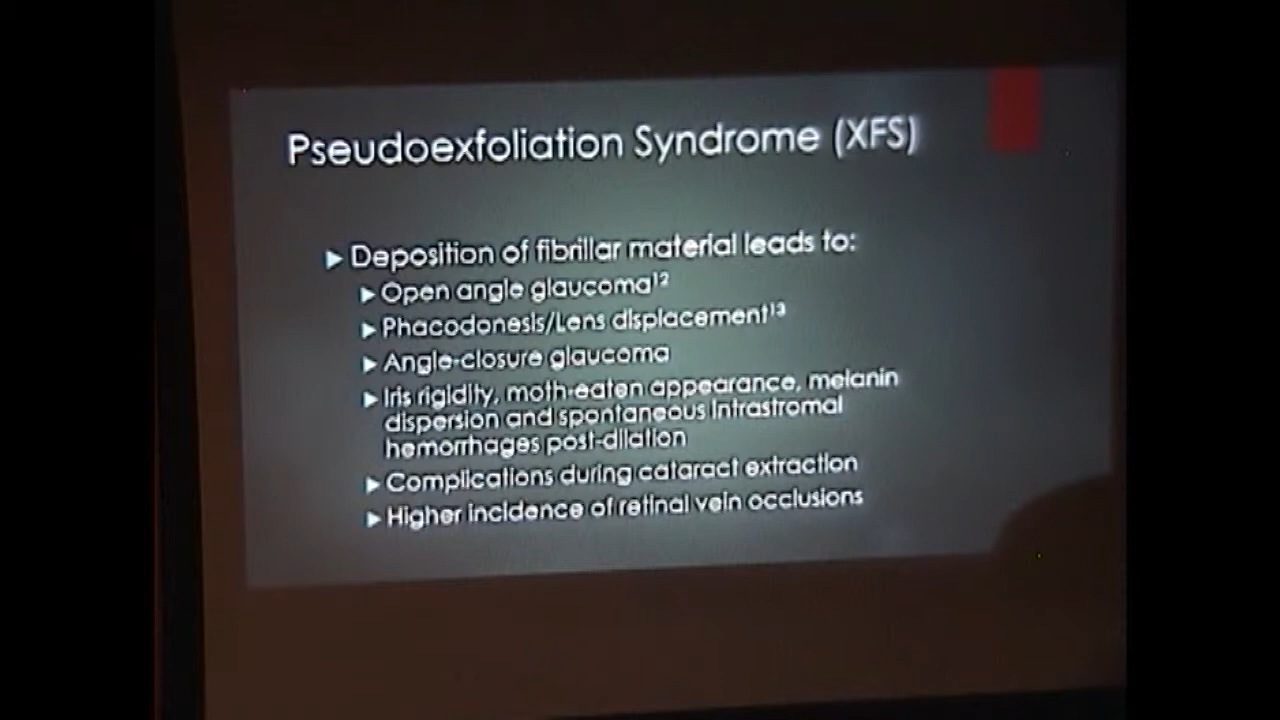 Pseudoexfoliation Syndrome (XFS)
Deposition of fibrillar material leads to:
Open angle glaucoma¹²
Phacodonesis/Lens displacement¹³
Angle-closure glaucoma
Iris rigidity, moth-eaten appearance, melanin
dispersion and spontaneous intrastromal
hemorrhages post-dilation
Complications during cataract extraction
Higher incidence of retinal vein occlusions